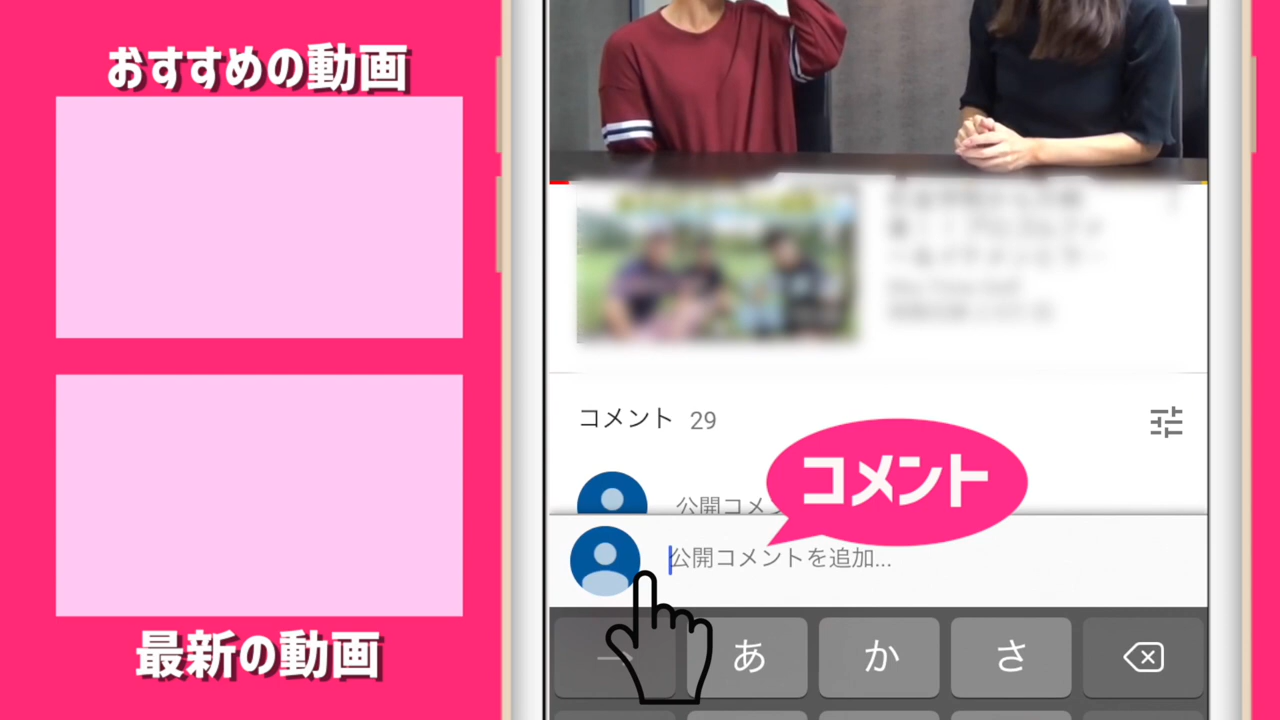 おすすめの動画
最新の動画
コメント 29
コメント
公開コメン
公開コメントを追加...
あ
か
さ